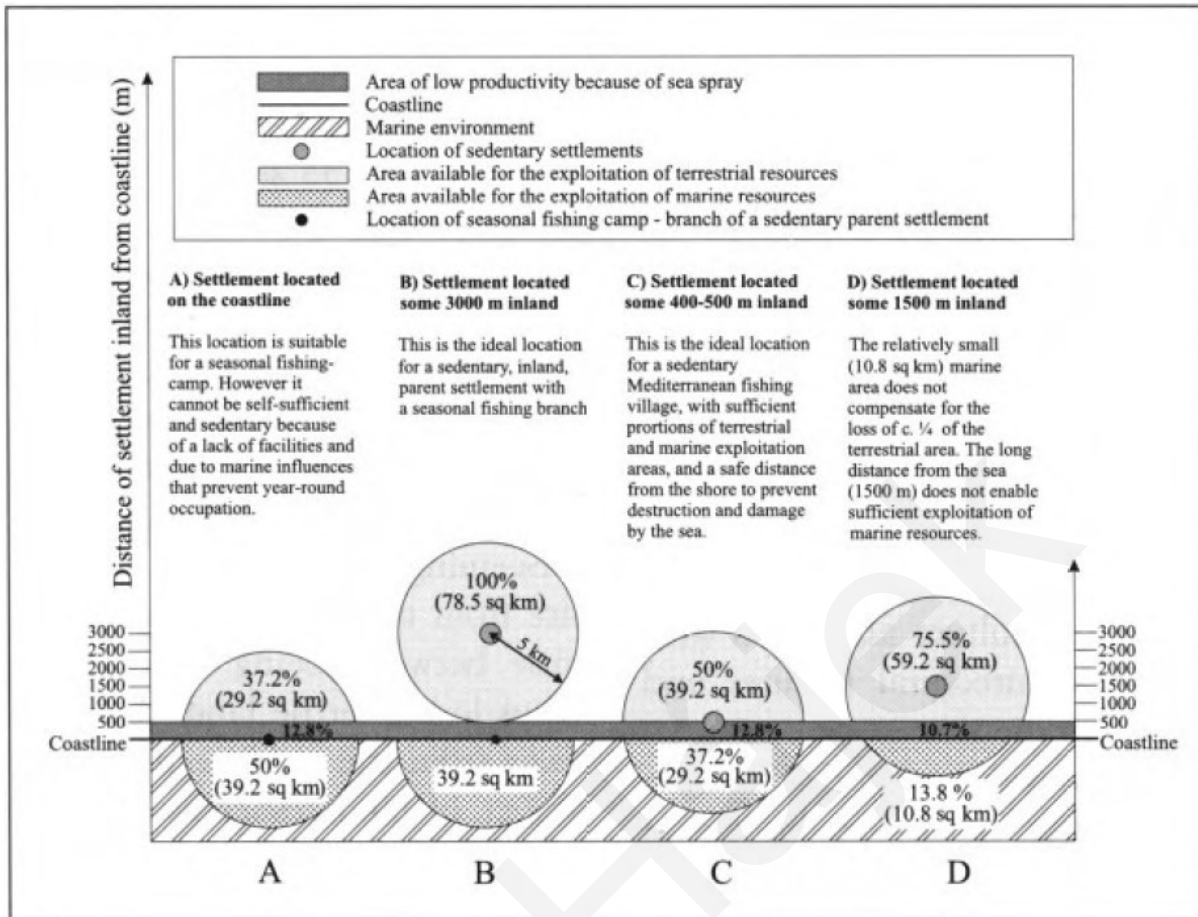 Distance of settlement inland from coastline (m)
Area of low productivity because of sea spray
Coastline
Marine environment
Location of sedentary settlements
Area available for the exploitation of terrestrial resources
Area available for the exploitation of marine resources
Location of seasonal fishing camp - branch of a sedentary parent settlement
A) Settlement located
on the coastline
This location is suitable
for a seasonal fishing-
camp. However it
cannot be self-sufficient
and sedentary because
of a lack of facilities and
due to marine influences
that prevent year-round
occupation.
B) Settlement located
some 3000 m inland
This is the ideal location
for a sedentary, inland,
parent settlement with
a seasonal fishing branch
C) Settlement located
some 400-500 m inland
This is the ideal location
for a sedentary
Mediterranean fishing
village, with sufficient
prortions of terrestrial
and marine exploitation
areas, and a safe distance
from the shore to prevent
destruction and damage
by the sea.
D) Settlement located
some 1500 m inland
The relatively small
(10.8 sq km) marine
area does not
compensate for the
loss of c. ¼ of the
terrestrial area. The long
distance from the sea
(1500 m) does not enable
sufficient exploitation of
marine resources.
3000
2500
2000
1500
1000
500
Coastline
37.2%
(29.2 sq km)
12.8%
50%
(39.2 sq km)
100%
(78.5 sq km)
5 km
39.2 sq km
50%
(39.2 sq km)
12.8%
37.2%
(29.2 sq km)
75.5%
(59.2 sq km)
10.7%
13.8 %
(10.8 sq km)
3000
2500
2000
1500
1000
500
Coastline
A
B
C
D